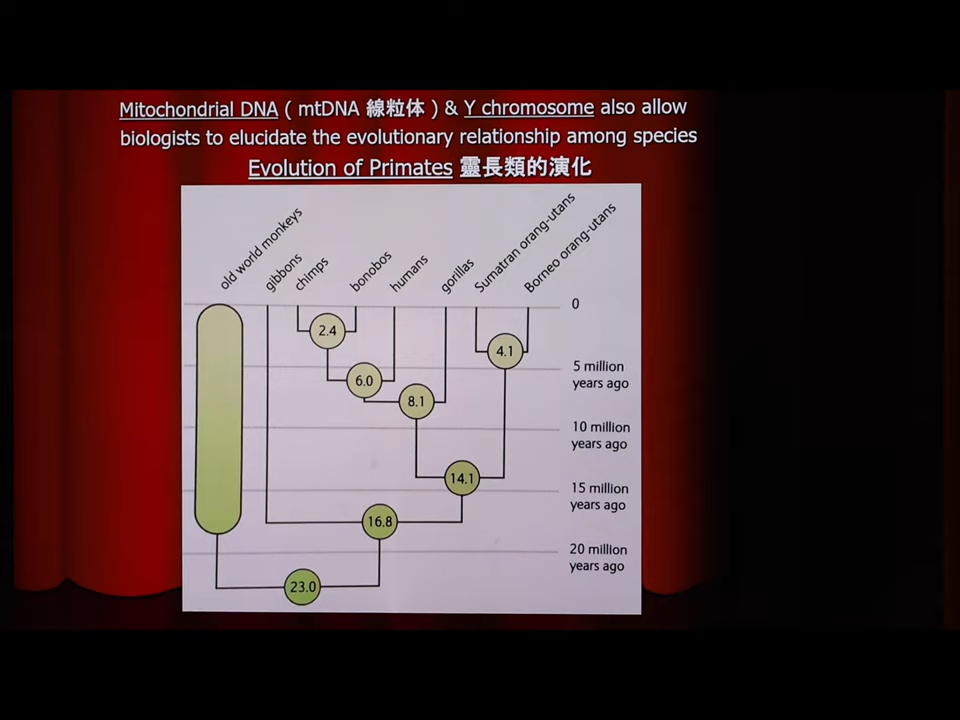 Mitochondrial DNA ( mtDNA 線粒体 ) & Y chromosome also allow
biologists to elucidate the evolutionary relationship among species
Evolution of Primates 靈長類的演化
old world monkeys
gibbons
chimps
bonobos
humans
gorillas
Sumatran orang-utans
Borneo orang-utans
0
2.4
4.1
5 million
years ago
6.0
8.1
10 million
years ago
14.1
15 million
years ago
16.8
20 million
years ago
23.0